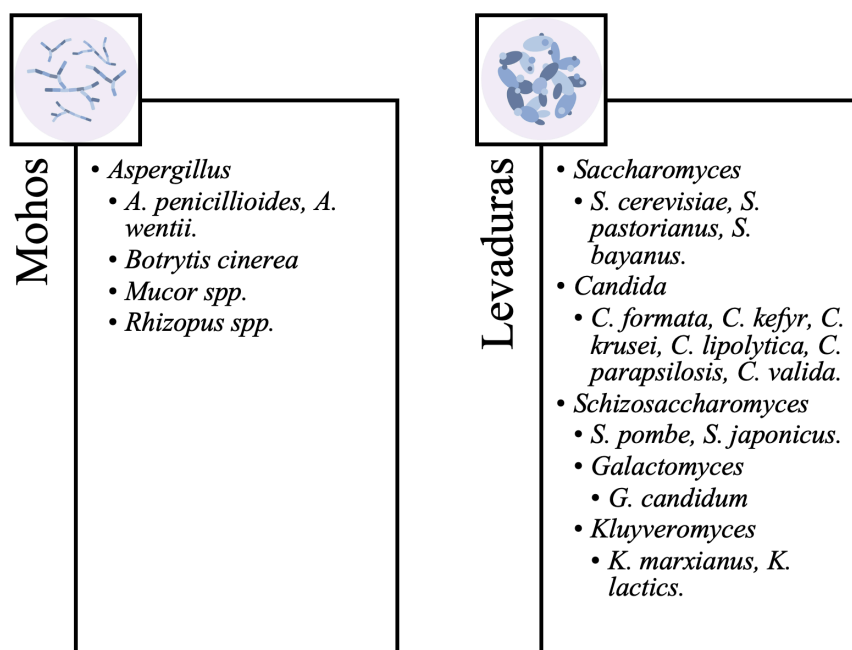 Mohos
• Aspergillus
• A. penicillioides, A.
wentii.
• Botrytis cinerea
• Mucor spp.
• Rhizopus spp.
Levaduras
• Saccharomyces
• S. cerevisiae, S.
pastorianus, S.
bayanus.
• Candida
• C. formata, C. kefyr, C.
krusei, C. lipolytica, C.
parapsilosis, C. valida.
• Schizosaccharomyces
• S. pombe, S. japonicus.
• Galactomyces
• G. candidum
• Kluyveromyces
• K. marxianus, K.
lactics.